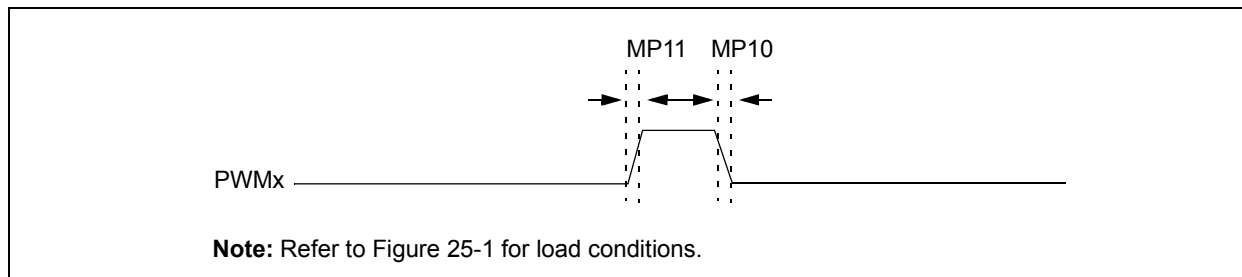 MP11 MP10
PWMx
Note: Refer to Figure 25-1 for load conditions.